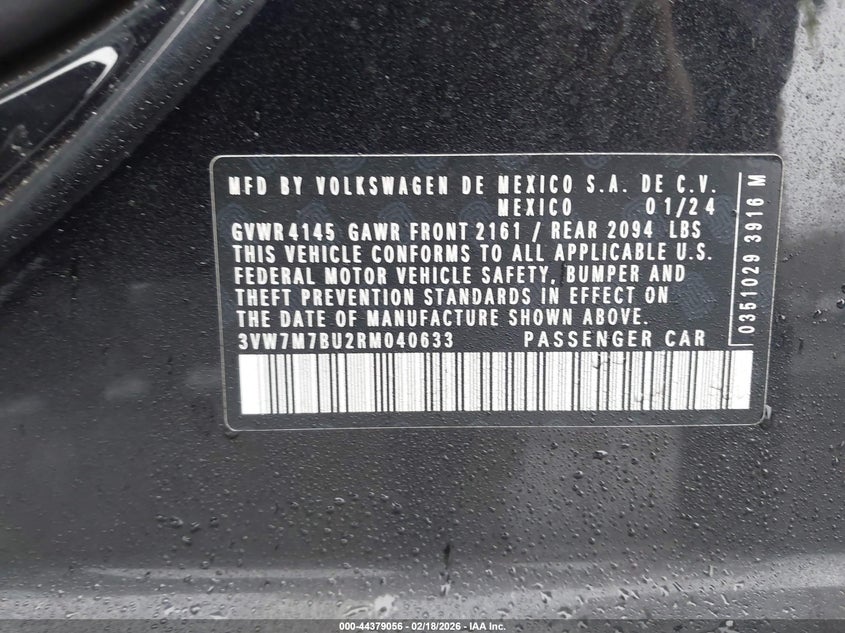 MFD BY VOLKSWAGEN DE MEXICO S.A. DE C.V.
MEXICO 01/24
GVWR 4145 GAWR FRONT 2161 / REAR 2094 LBS
THIS VEHICLE CONFORMS TO ALL APPLICABLE U.S.
FEDERAL MOTOR VEHICLE SAFETY, BUMPER AND
THEFT PREVENTION STANDARDS IN EFFECT ON
THE DATE OF MANUFACTURE SHOWN ABOVE.
3VW7M7BU2RM040633 PASSENGER CAR
0351029 3916 M
000-44379056 - 02/18/2026 - IAA Inc.